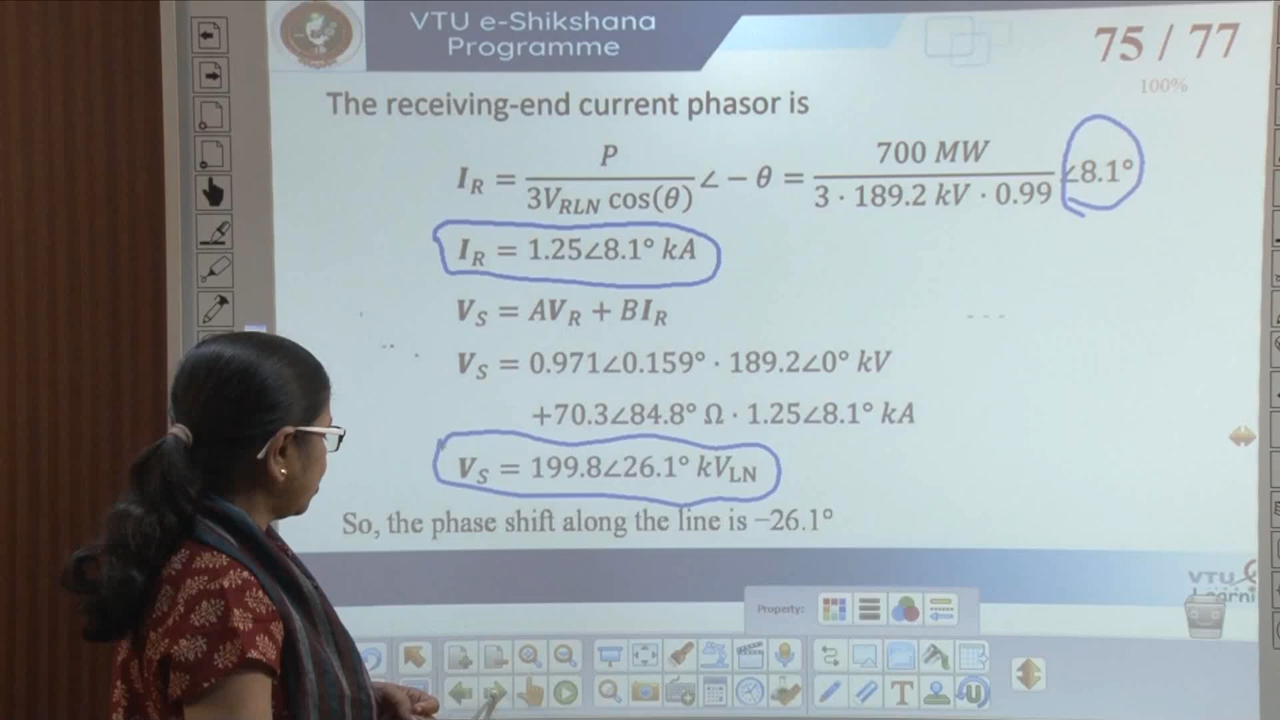 VTU e-Shikshana
Programme
75 / 77
100%
The receiving-end current phasor is
I_R = P / 3V_RLN cos(θ) ∠ − θ = 700 MW / 3 · 189.2 kV · 0.99 ∠8.1°
I_R = 1.25∠8.1° kA
V_S = AV_R + BI_R
V_S = 0.971∠0.159° · 189.2∠0° kV
+70.3∠84.8° Ω · 1.25∠8.1° kA
V_S = 199.8∠26.1° kV_LN
So, the phase shift along the line is −26.1°
VTU
Property: